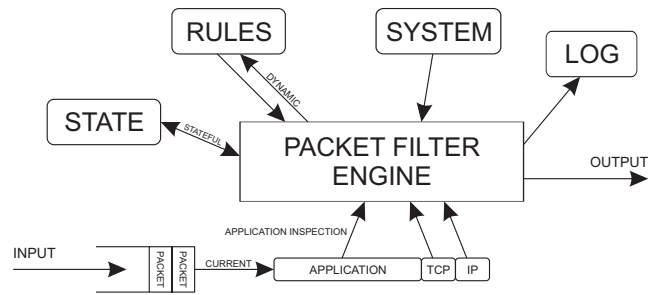 RULES
SYSTEM
LOG
DYNAMIC
STATE
STATEFUL
PACKET FILTER
ENGINE
OUTPUT
APPLICATION INSPECTION
INPUT
PACKET
PACKET
CURRENT
APPLICATION
TCP
IP